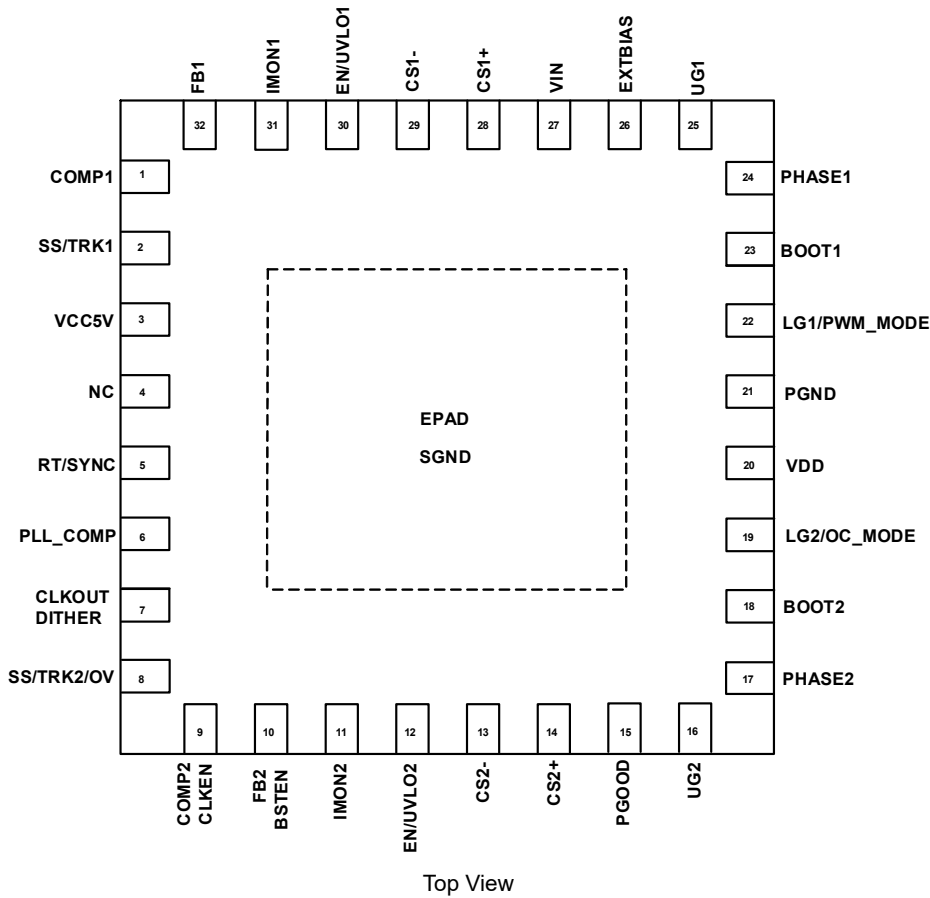 FB1
IMON1
EN/UVLO1
CS1-
CS1+
VIN
EXTBIAS
UG1
32
31
30
29
28
27
26
25
COMP1
1
SS/TRK1
2
VCC5V
3
NC
4
RT/SYNC
5
PLL_COMP
6
CLKOUT
DITHER
7
SS/TRK2/OV
8
EPAD
SGND
24
PHASE1
23
BOOT1
22
LG1/PWM_MODE
21
PGND
20
VDD
19
LG2/OC_MODE
18
BOOT2
17
PHASE2
9
10
11
12
13
14
15
16
COMP2
CLKEN
FB2
BSTEN
IMON2
EN/UVLO2
CS2-
CS2+
PGOOD
UG2
Top View